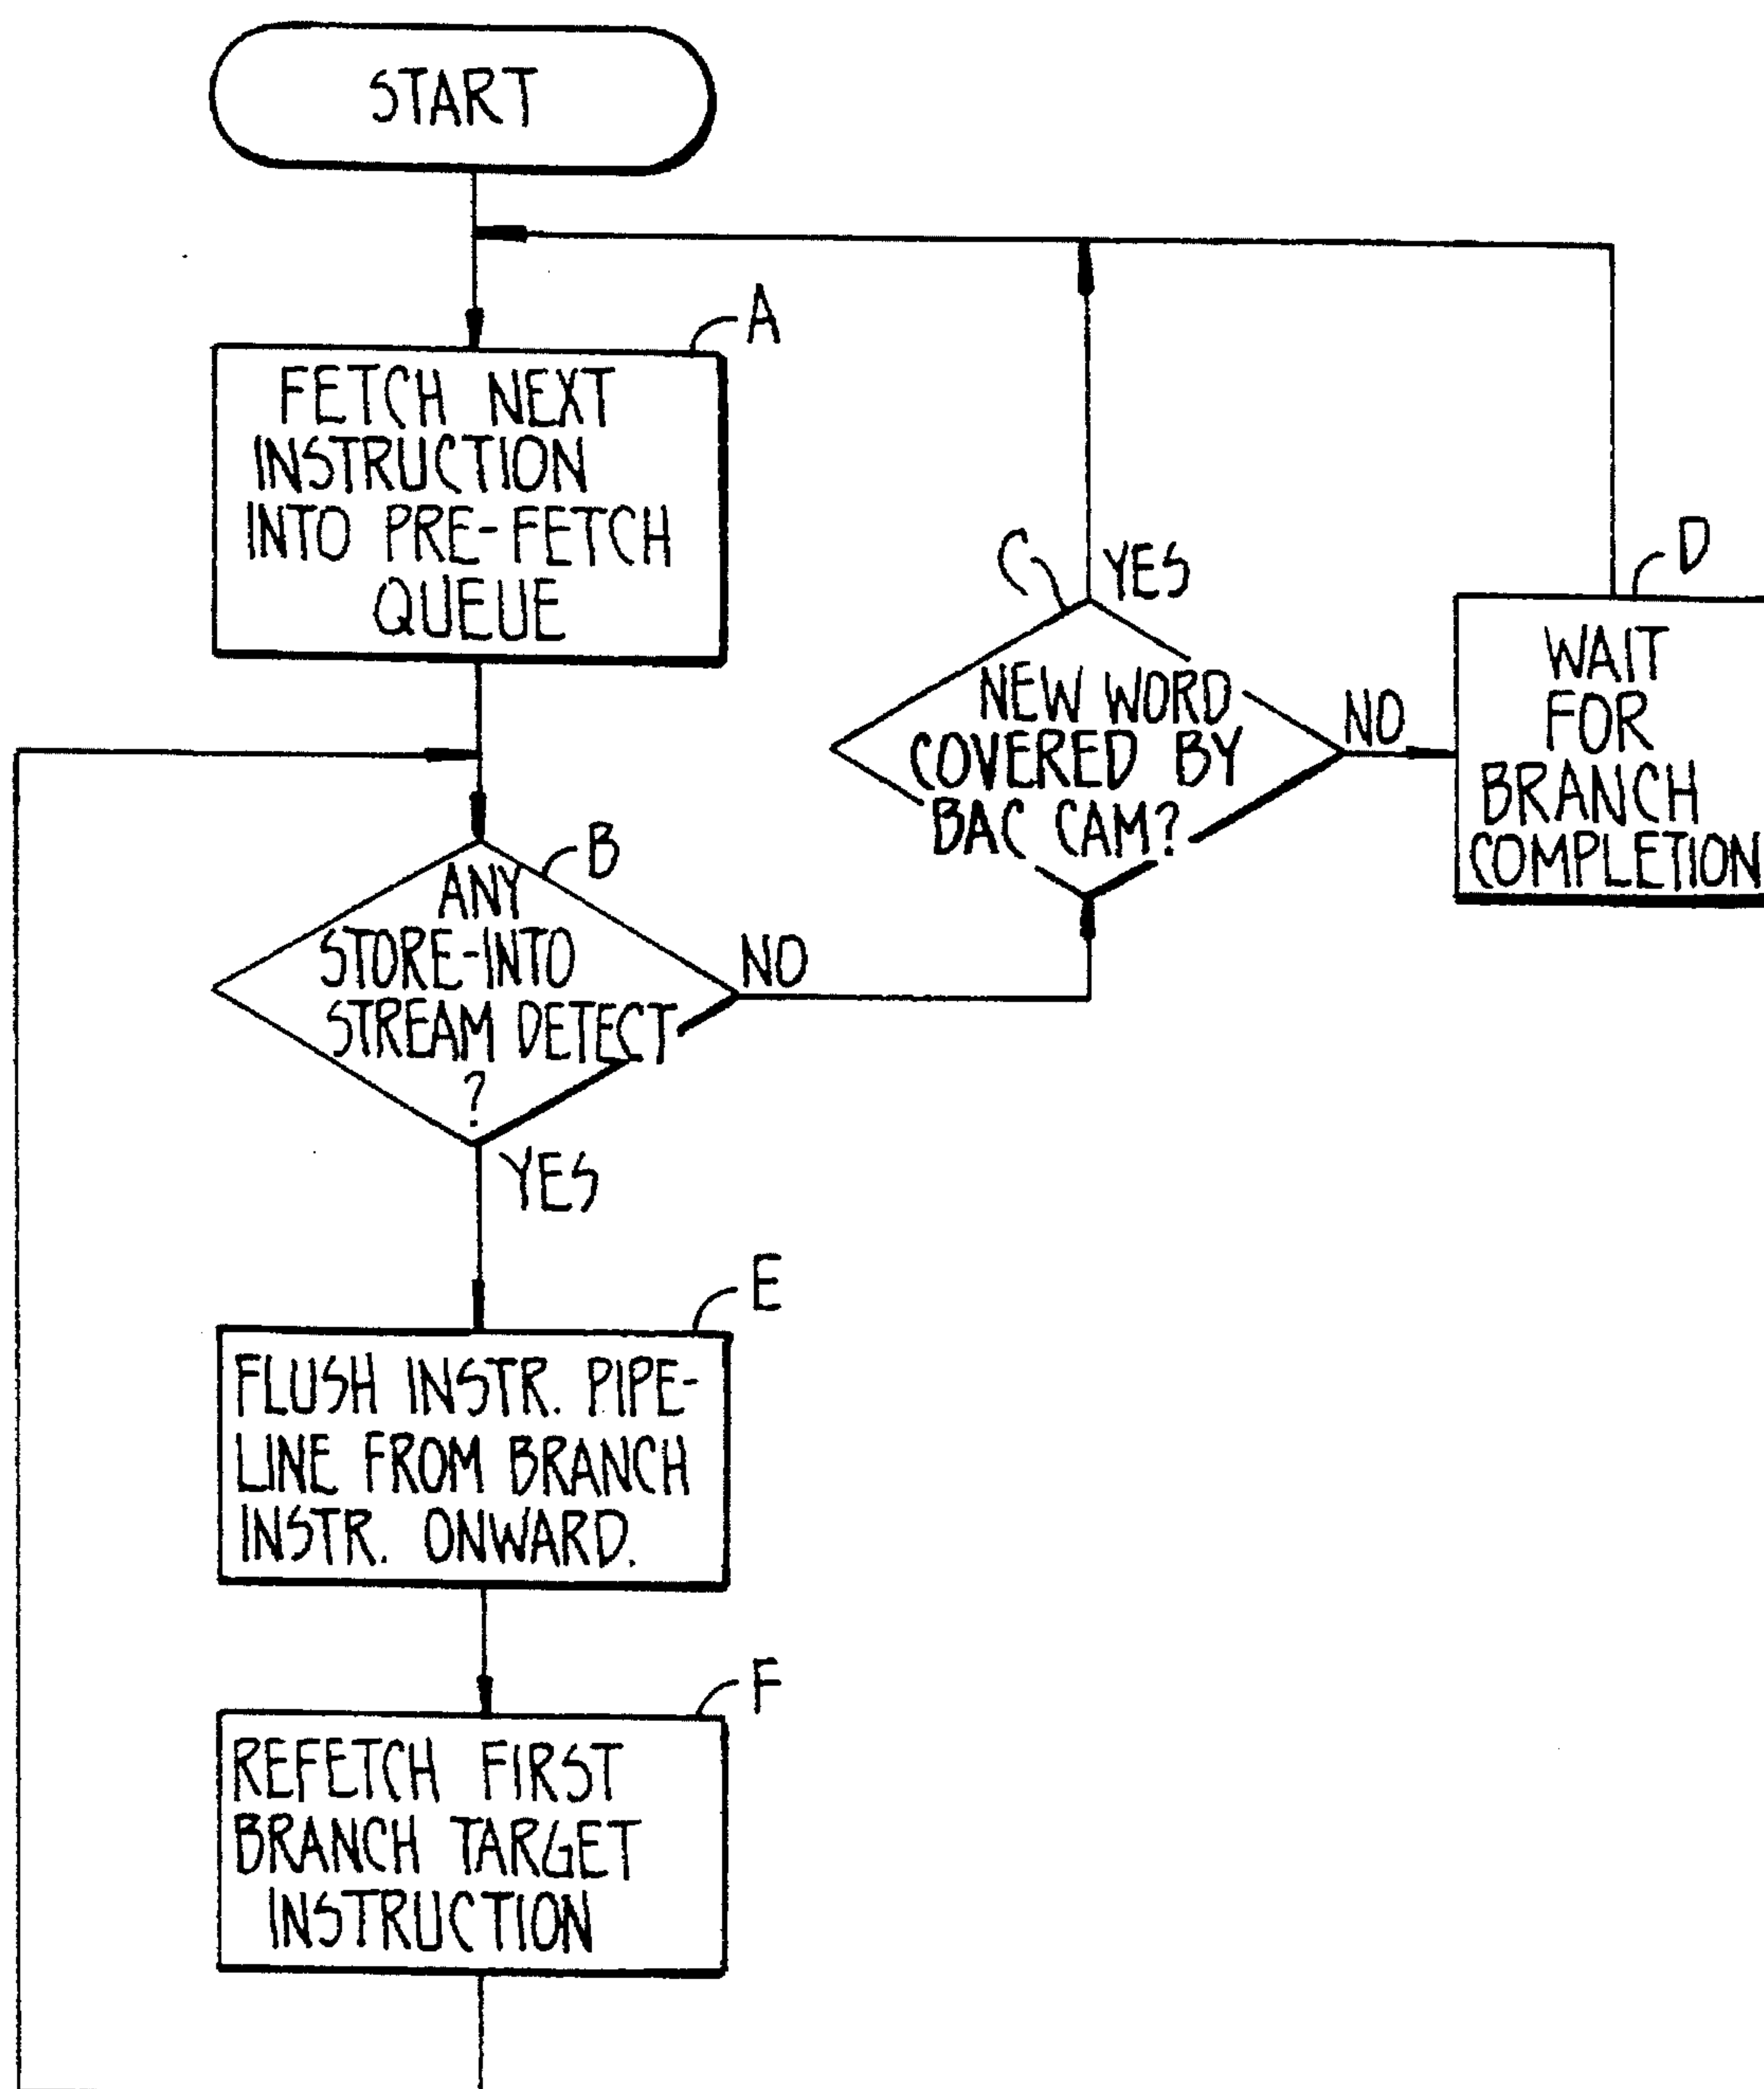 START
A
FETCH NEXT
INSTRUCTION
INTO PRE-FETCH
QUEUE
B
ANY
STORE-INTO
STREAM DETECT
?
NO
YES
C
YES
NEW WORD
COVERED BY
BAC CAM?
NO
D
WAIT
FOR
BRANCH
COMPLETION
E
FLUSH INSTR. PIPE-
LINE FROM BRANCH
INSTR. ONWARD.
F
REFETCH FIRST
BRANCH TARGET
INSTRUCTION